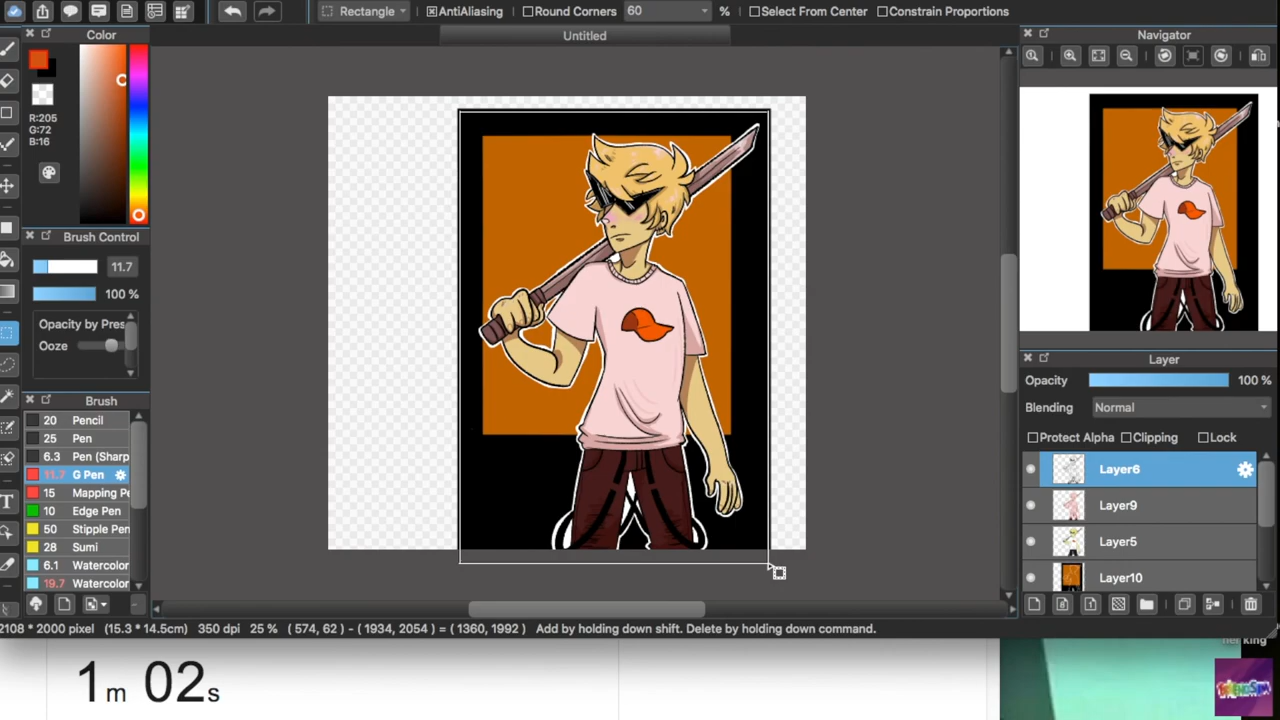 Rectangle
AntiAliasing
Round Corners
60
%
Select From Center
Constrain Proportions
Color
Untitled
Navigator
R:205
G:72
B:16
Brush Control
11.7
100 %
Opacity by Pres
Ooze
Brush
20 Pencil
25 Pen
6.3 Pen (Sharp
11.7 G Pen
15 Mapping Pe
10 Edge Pen
50 Stipple Pen
28 Sumi
6.1 Watercolor
19.7 Watercolor
Layer
Opacity 100 %
Blending Normal
Protect Alpha Clipping Lock
Layer6
Layer9
Layer5
Layer10
2108 * 2000 pixel (15.3 * 14.5cm) 350 dpi 25 % ( 574, 62 ) - ( 1934, 2054 ) = ( 1360, 1992 ) Add by holding down shift. Delete by holding down command.
1m 02s
her king